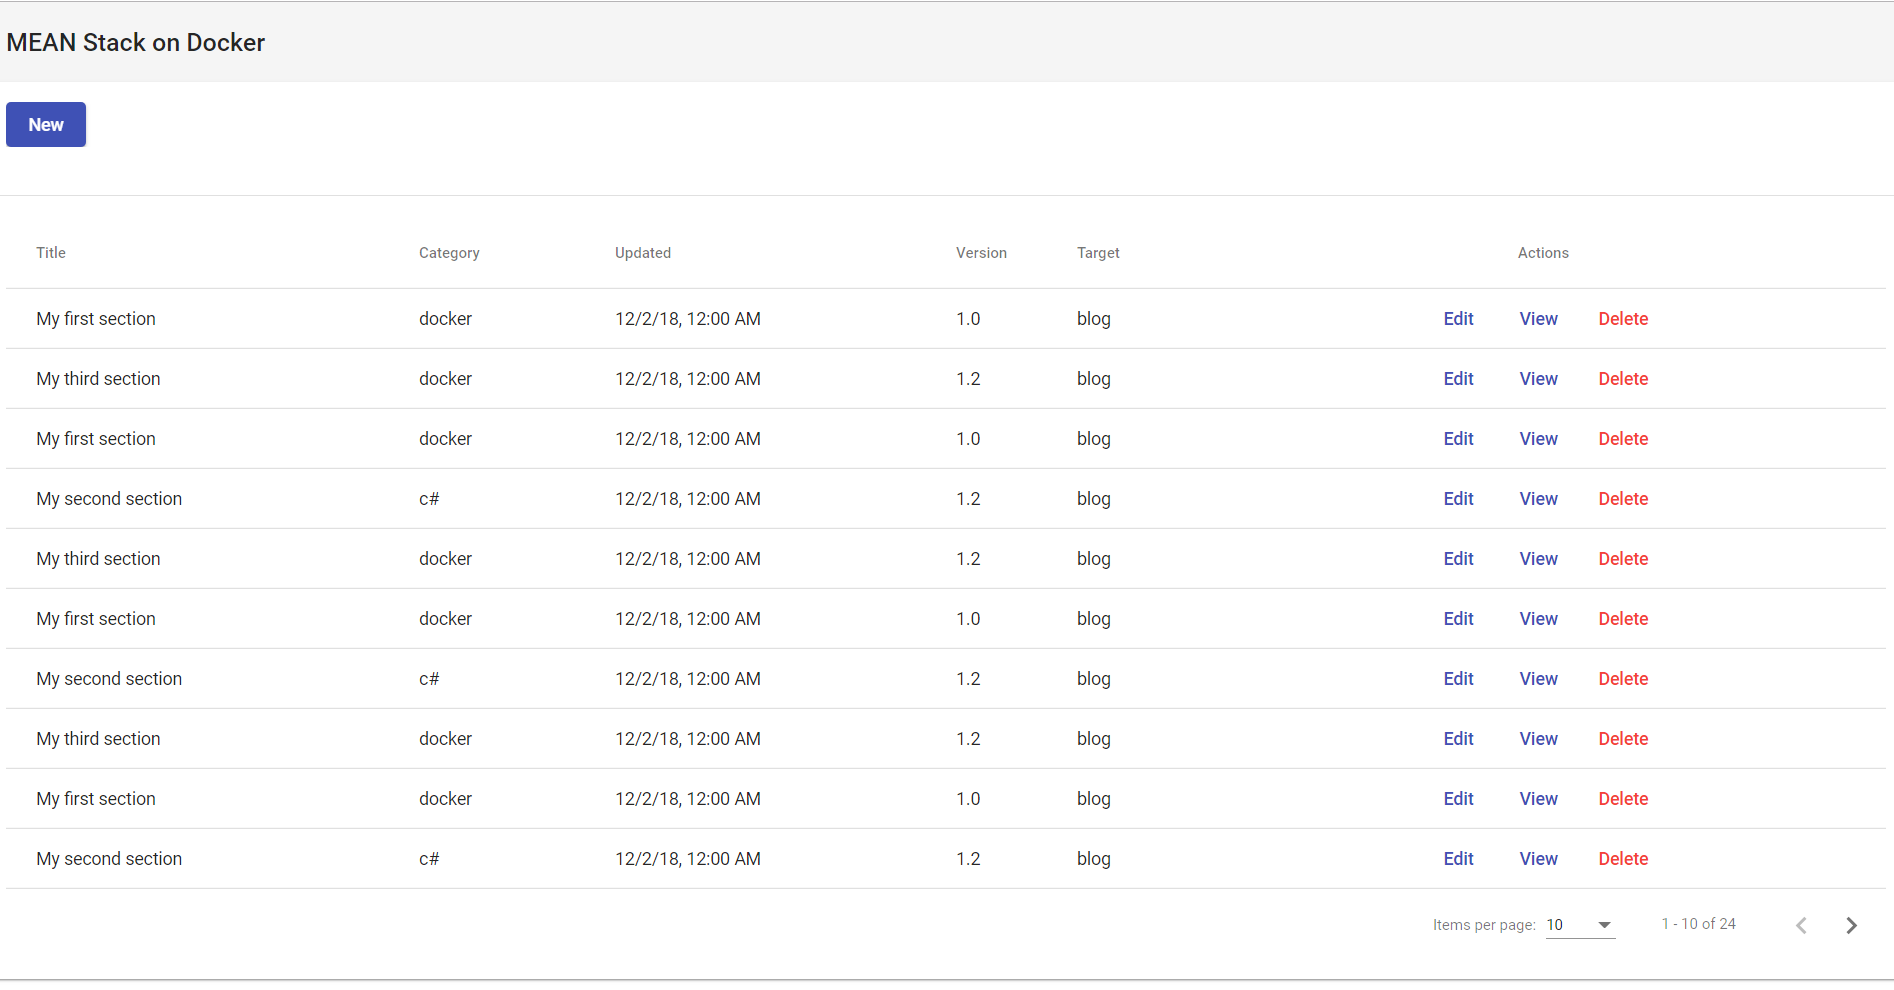 MEAN Stack on Docker
New
Title Category Updated Version Target Actions
My first section docker 12/2/18, 12:00 AM 1.0 blog Edit View Delete
My third section docker 12/2/18, 12:00 AM 1.2 blog Edit View Delete
My first section docker 12/2/18, 12:00 AM 1.0 blog Edit View Delete
My second section c# 12/2/18, 12:00 AM 1.2 blog Edit View Delete
My third section docker 12/2/18, 12:00 AM 1.2 blog Edit View Delete
My first section docker 12/2/18, 12:00 AM 1.0 blog Edit View Delete
My second section c# 12/2/18, 12:00 AM 1.2 blog Edit View Delete
My third section docker 12/2/18, 12:00 AM 1.2 blog Edit View Delete
My first section docker 12/2/18, 12:00 AM 1.0 blog Edit View Delete
My second section c# 12/2/18, 12:00 AM 1.2 blog Edit View Delete
Items per page: 10 1 - 10 of 24